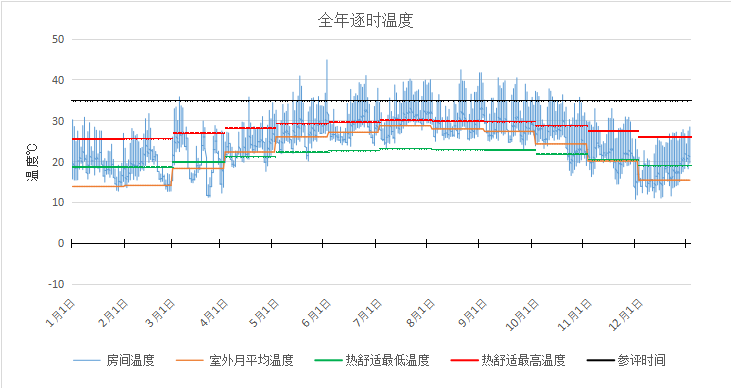 全年逐时温度
50
40
30
20
10
0
-10
温度℃
1月1日
2月1日
3月1日
4月1日
5月1日
6月1日
7月1日
8月1日
9月1日
10月1日
11月1日
12月1日
房间温度
室外月平均温度
热舒适最低温度
热舒适最高温度
参评时间